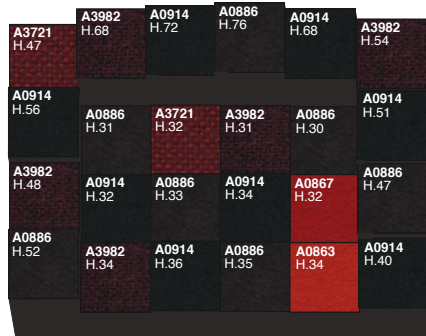 A3721
H.47
A3982
H.68
A0914
H.72
A0886
H.76
A0914
H.68
A3982
H.54
A0914
H.56
A0886
H.31
A3721
H.32
A3982
H.31
A0886
H.30
A0914
H.51
A3982
H.48
A0914
H.32
A0886
H.33
A0914
H.34
A0867
H.32
A0886
H.47
A0886
H.52
A3982
H.34
A0914
H.36
A0886
H.35
A0863
H.34
A0914
H.40